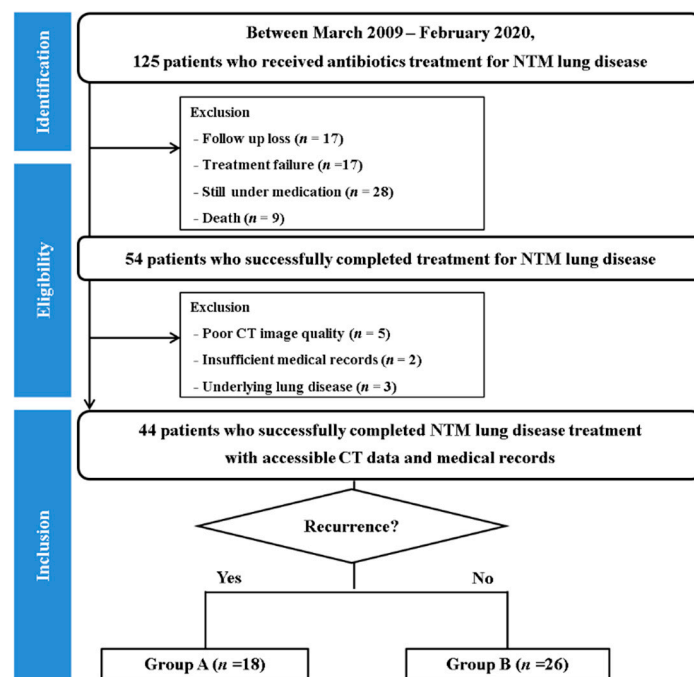 Identification
Between March 2009 – February 2020,
125 patients who received antibiotics treatment for NTM lung disease
Exclusion
- Follow up loss (n = 17)
- Treatment failure (n =17)
- Still under medication (n = 28)
- Death (n = 9)
Eligibility
54 patients who successfully completed treatment for NTM lung disease
Exclusion
- Poor CT image quality (n = 5)
- Insufficient medical records (n = 2)
- Underlying lung disease (n = 3)
Inclusion
44 patients who successfully completed NTM lung disease treatment
with accessible CT data and medical records
Recurrence?
Yes No
Group A (n =18) Group B (n =26)